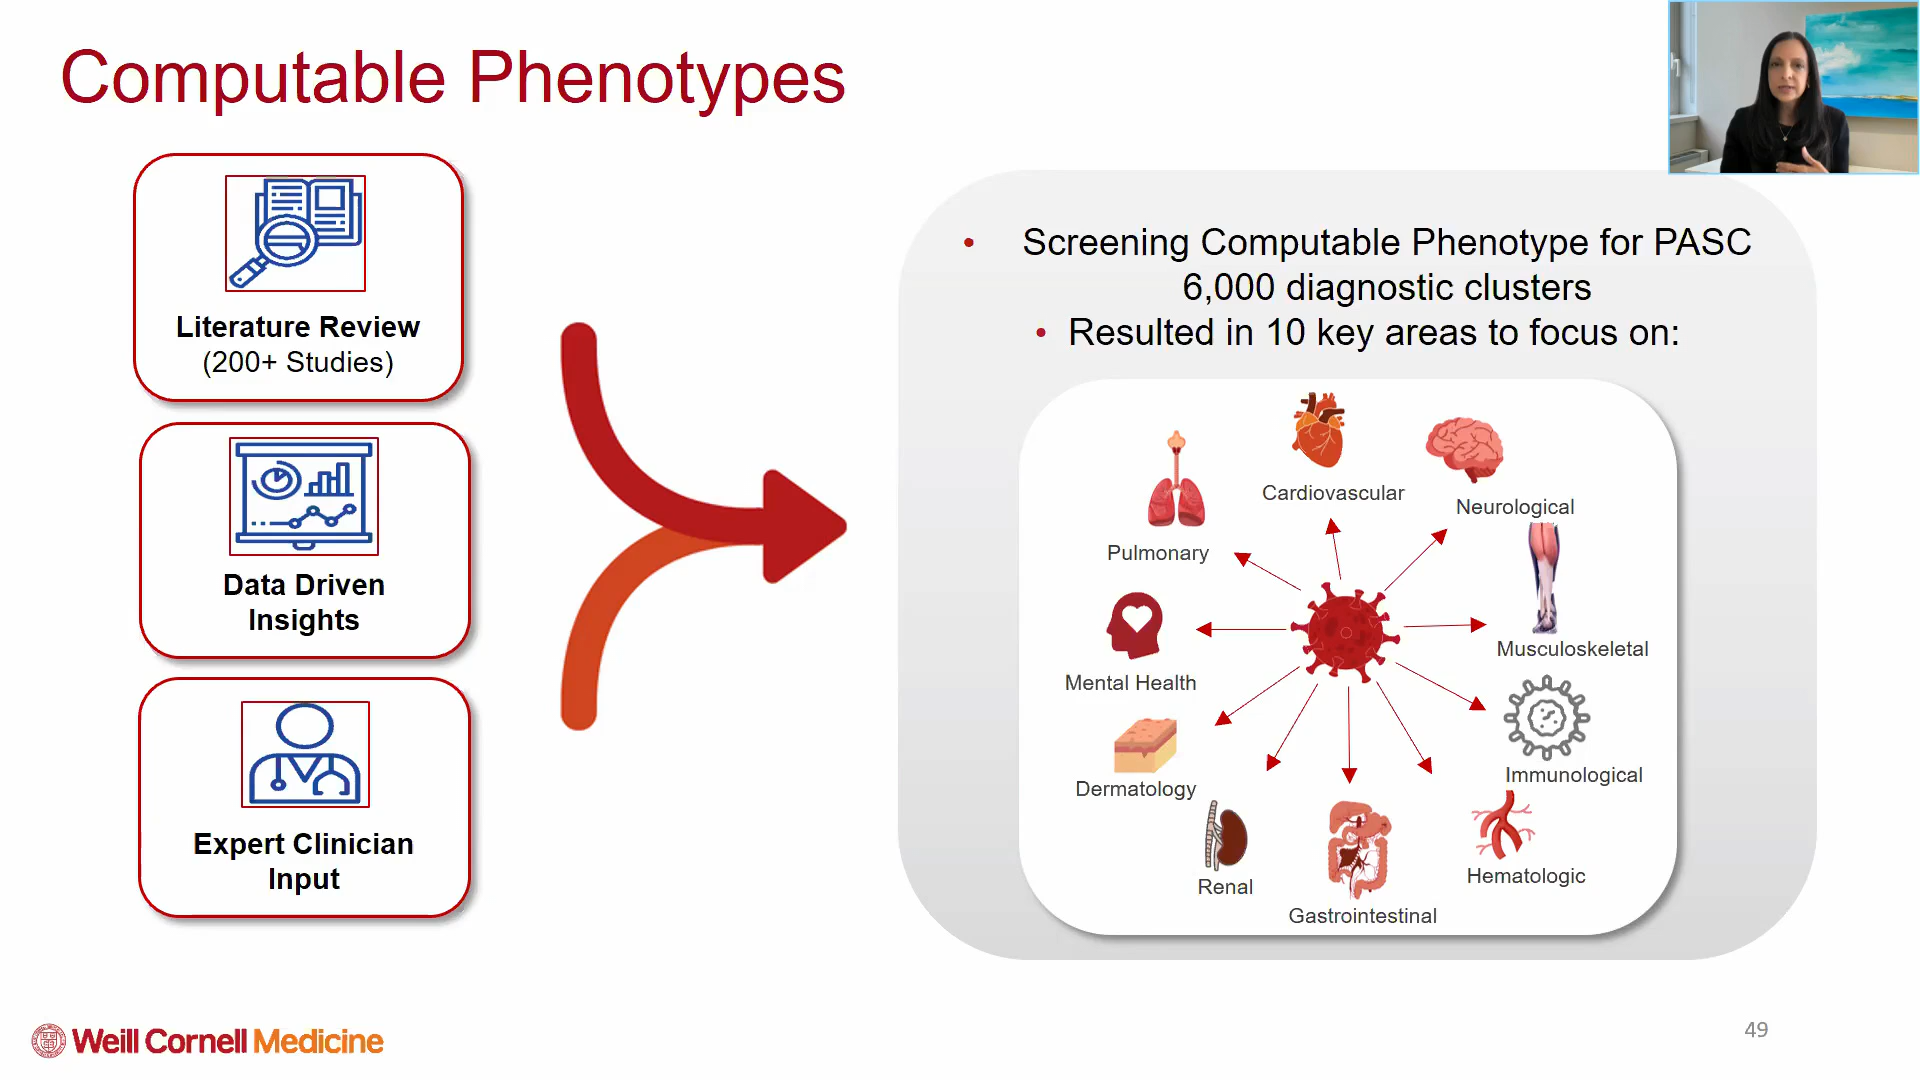 Computable Phenotypes
Literature Review
(200+ Studies)
Data Driven
Insights
Expert Clinician
Input
• Screening Computable Phenotype for PASC
6,000 diagnostic clusters
• Resulted in 10 key areas to focus on:
Cardiovascular
Neurological
Pulmonary
Musculoskeletal
Mental Health
Immunological
Dermatology
Hematologic
Renal
Gastrointestinal
Weill Cornell Medicine
49